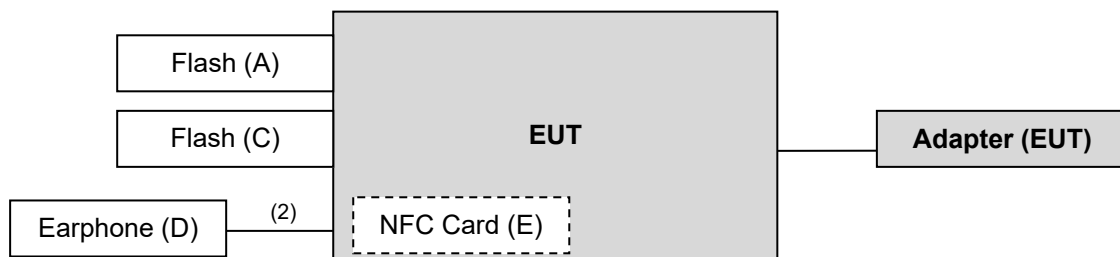 Flash (A)
Flash (C)
EUT
Adapter (EUT)
Earphone (D)
(2)
NFC Card (E)